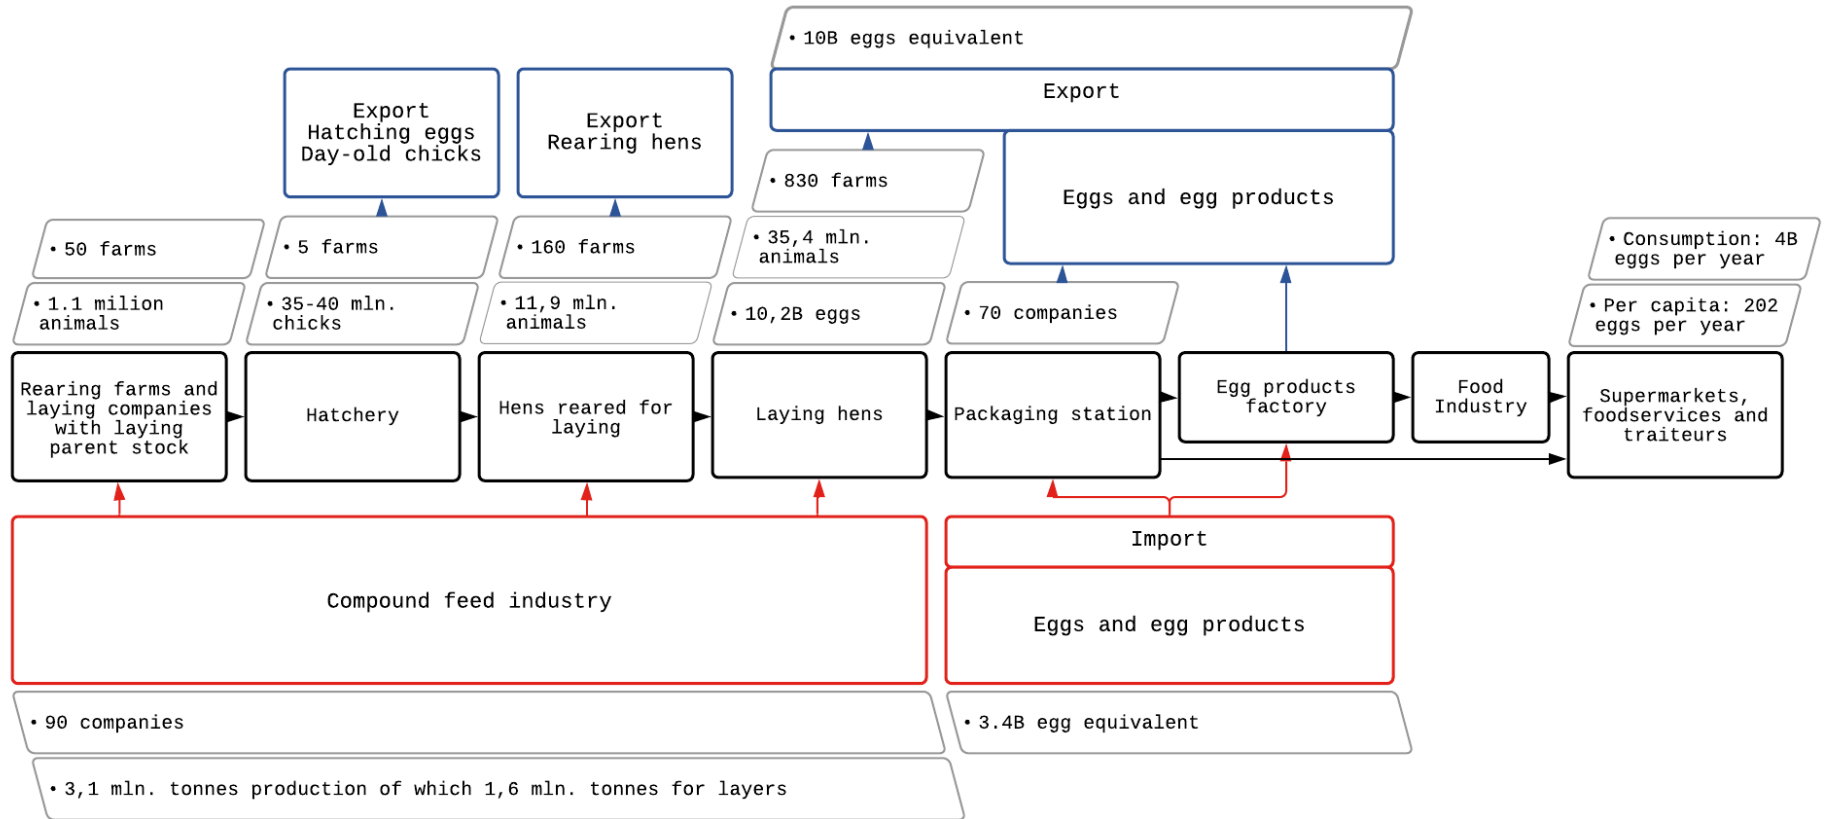 • 10B eggs equivalent
Export
Export
Hatching eggs
Day-old chicks
Export
Rearing hens
Eggs and egg products
• 830 farms
• 50 farms
• 5 farms
• 160 farms
• 35,4 mln.
animals
• Consumption: 4B
eggs per year
• 1.1 milion
animals
• 35-40 mln.
chicks
• 11,9 mln.
animals
• 10,2B eggs
• 70 companies
• Per capita: 202
eggs per year
Rearing farms and
laying companies
with laying
parent stock
Hatchery
Hens reared for
laying
Laying hens
Packaging station
Egg products
factory
Food
Industry
Supermarkets,
foodservices and
traiteurs
Compound feed industry
Import
Eggs and egg products
• 90 companies
• 3.4B egg equivalent
• 3,1 mln. tonnes production of which 1,6 mln. tonnes for layers